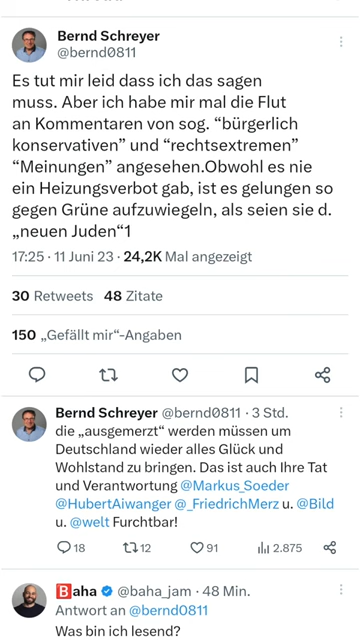 Bernd Schreyer
@bernd0811
Es tut mir leid dass ich das sagen
muss. Aber ich habe mir mal die Flut
an Kommentaren von sog. “bürgerlich
konservativen” und “rechtsextremen”
“Meinungen” angesehen.Obwohl es nie
ein Heizungsverbot gab, ist es gelungen so
gegen Grüne aufzuwiegeln, als seien sie d.
„neuen Juden“1
17:25 · 11 Juni 23 · 24,2K Mal angezeigt
30 Retweets 48 Zitate
150 „Gefällt mir“-Angaben
Bernd Schreyer @bernd0811 · 3 Std.
die „ausgemerzt“ werden müssen um
Deutschland wieder alles Glück und
Wohlstand zu bringen. Das ist auch Ihre Tat
und Verantwortung @Markus_Soeder
@HubertAiwanger @_FriedrichMerz u. @Bild
u. @welt Furchtbar!
18 12 91 2.875
🅱️aha @baha_jam · 48 Min.
Antwort an @bernd0811
Was bin ich lesend?